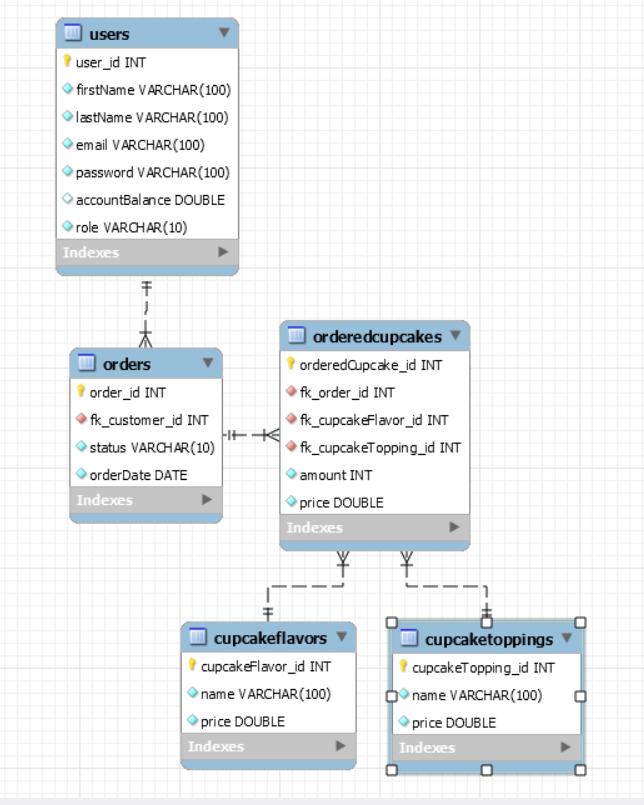 users
user_id INT
firstName VARCHAR(100)
lastName VARCHAR(100)
email VARCHAR(100)
password VARCHAR(100)
accountBalance DOUBLE
role VARCHAR(10)
Indexes
orders
order_id INT
fk_customer_id INT
status VARCHAR(10)
orderDate DATE
Indexes
orderedcupcakes
orderedCupcake_id INT
fk_order_id INT
fk_cupcakeFlavor_id INT
fk_cupcakeTopping_id INT
amount INT
price DOUBLE
Indexes
cupcakeflavors
cupcakeFlavor_id INT
name VARCHAR(100)
price DOUBLE
Indexes
cupcaketoppings
cupcakeTopping_id INT
name VARCHAR(100)
price DOUBLE
Indexes